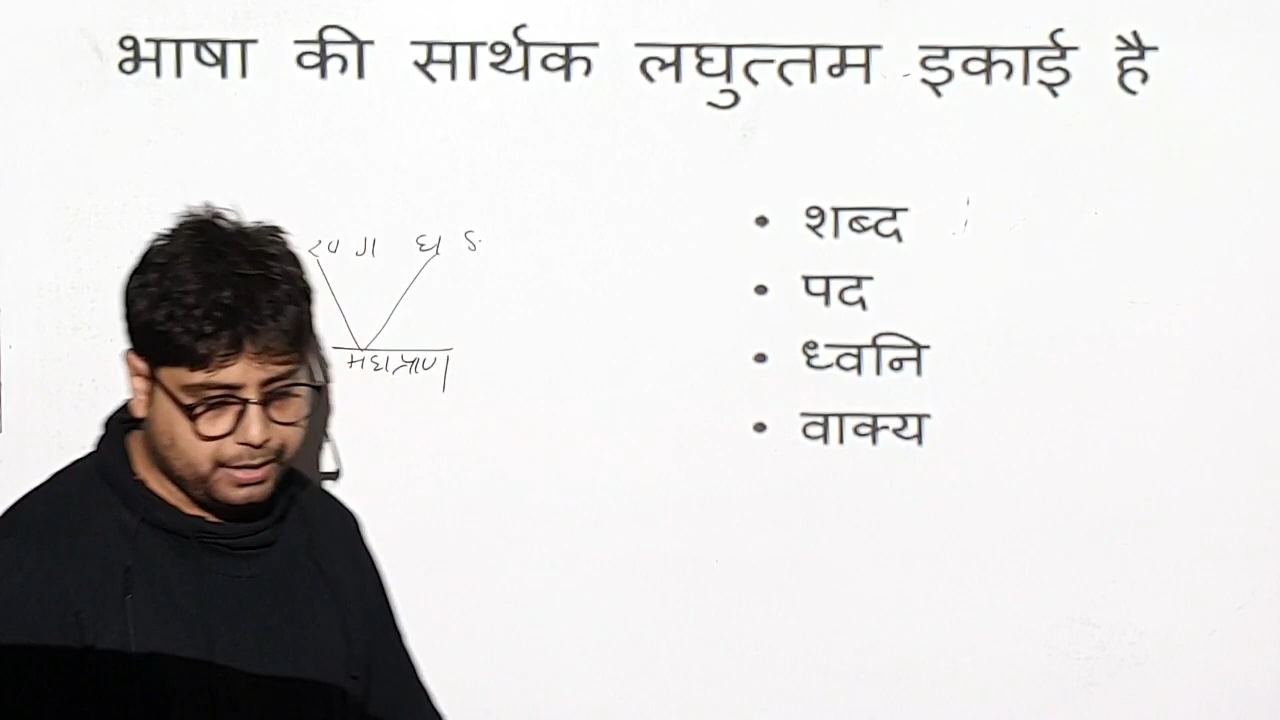 भाषा की सार्थक लघुत्तम इकाई है
ख ग घ ङ
महाप्राण
• शब्द
• पद
• ध्वनि
• वाक्य